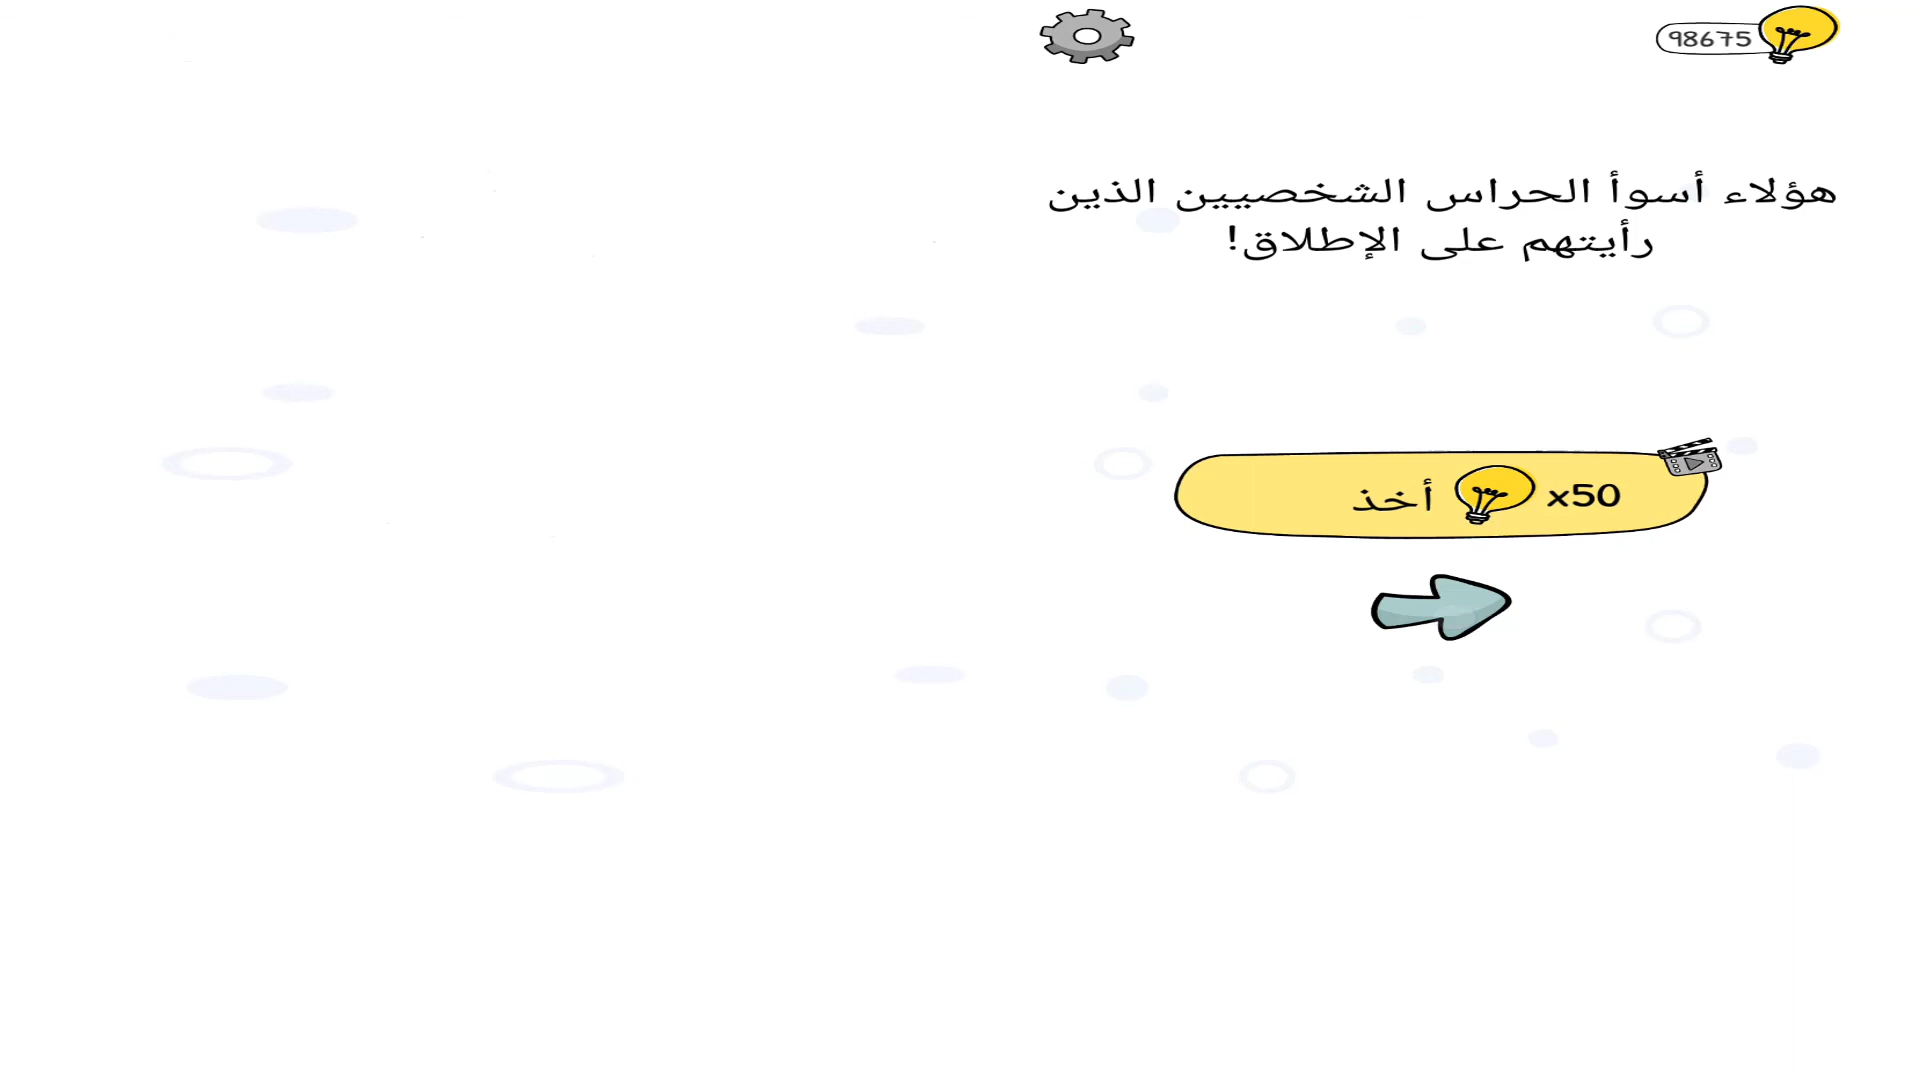 98675
هؤلاء أسوأ الحراس الشخصيين الذين
رأيتهم على الإطلاق!
أخذ x50